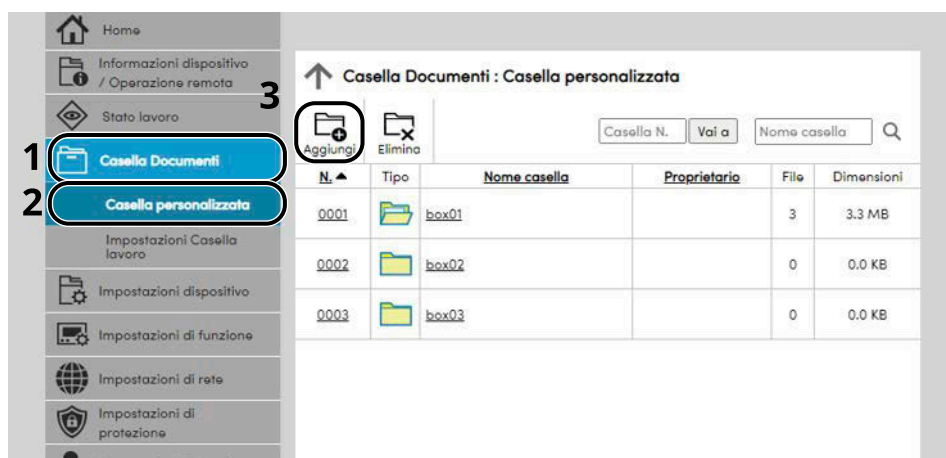 Home
Informazioni dispositivo
/ Operazione remota
3
Stato lavoro
1
Casella Documenti
2
Casella personalizzata
Impostazioni Casella
lavoro
Impostazioni dispositivo
Impostazioni di funzione
Impostazioni di rete
Impostazioni di
protezione
Casella Documenti : Casella personalizzata
Aggiungi Elimina Casella N. Vai a Nome casella
N. Tipo Nome casella Proprietario File Dimensioni
0001 box01 3 3.3 MB
0002 box02 0 0.0 KB
0003 box03 0 0.0 KB